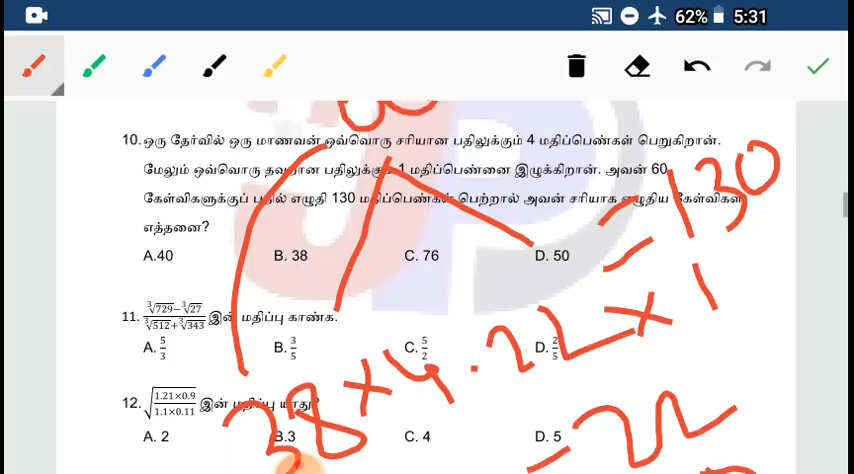 62% 5:31
10. ஒரு தேர்வில் ஒரு மாணவன் ஒவ்வொரு சரியான பதிலுக்கும் 4 மதிப்பெண்கள் பெறுகிறான்.
மேலும் ஒவ்வொரு தவறான பதிலுக்கும் 1 மதிப்பெண்னை இழுக்கிறான். அவன் 60
கேள்விகளுக்குப் பதில் எழுதி 130 மதிப்பெண்கள் பெற்றால் அவன் சரியாக எழுதிய கேள்விகள்
எத்தனை?
A.40 B. 38 C. 76 D. 50
= 130
11. (∛729−∛27)/(∛512+∛343) இன் மதிப்பு காண்க.
A. 5/3 B. 3/5 C. 5/2 D. 2/5
38 × 4 . 22 × 1
12. √((1.21×0.9)/(1.1×0.11)) இன் மதிப்பு யாது?
A. 2 B.3 C. 4 D. 5
= 22